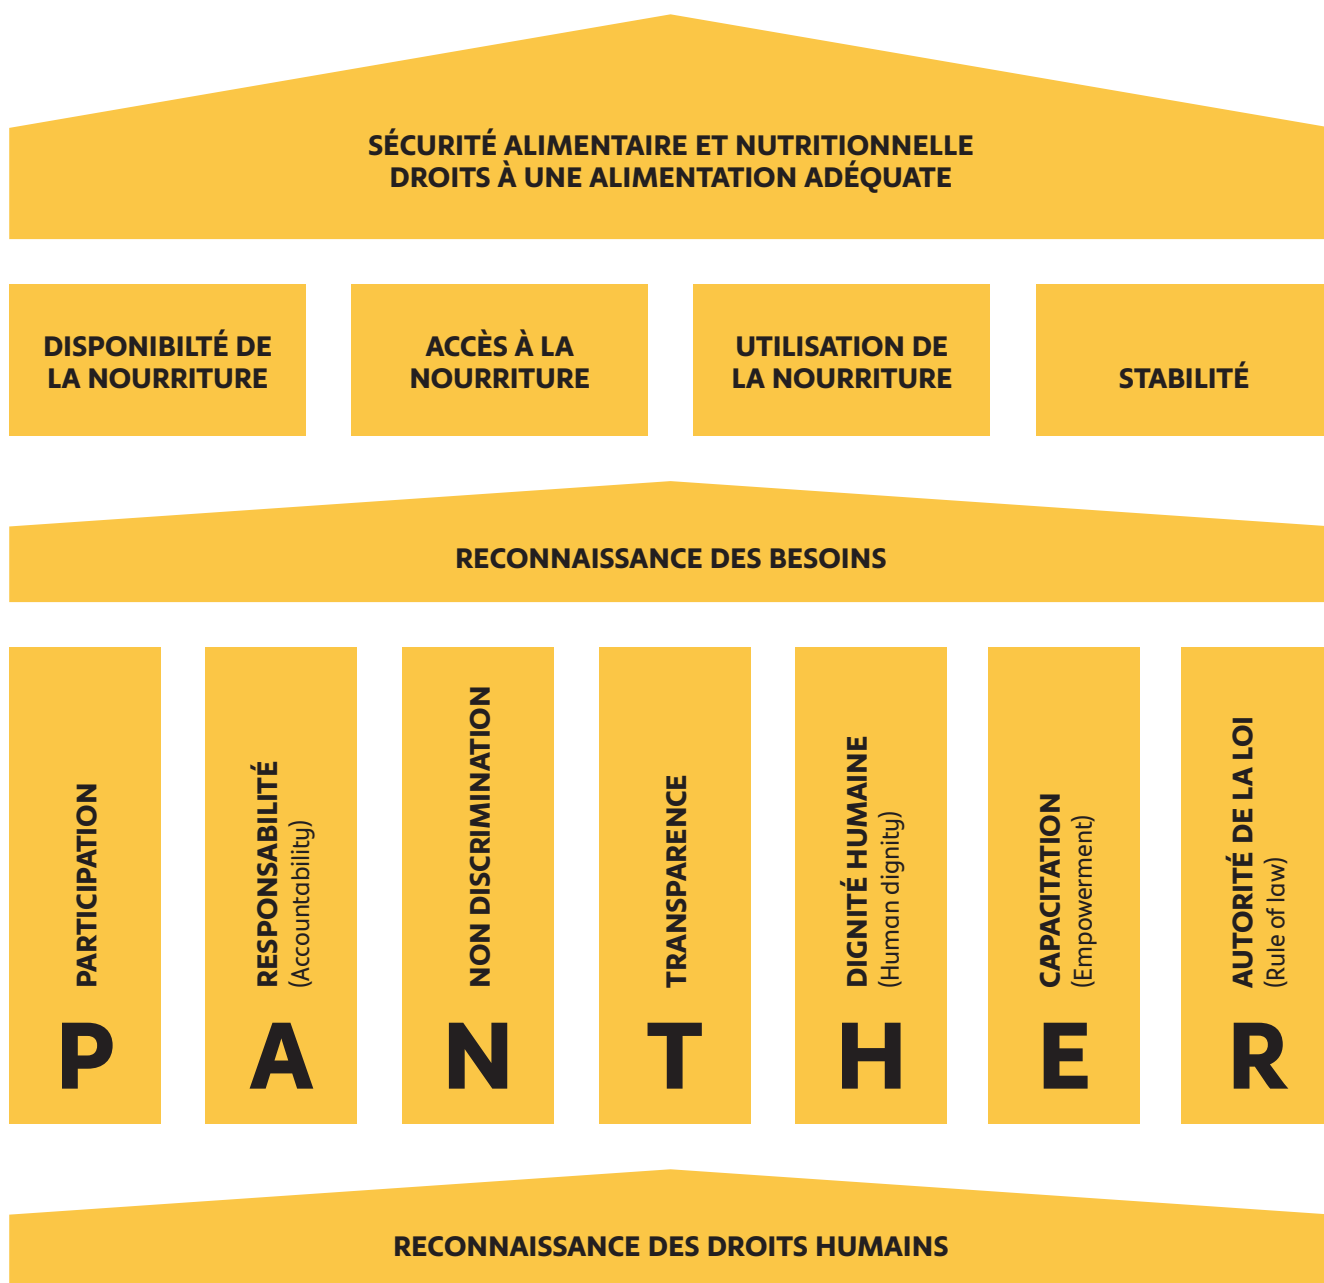 SÉCURITÉ ALIMENTAIRE ET NUTRITIONNELLE
DROITS À UNE ALIMENTATION ADÉQUATE
DISPONIBILTÉ DE
LA NOURRITURE
ACCÈS À LA
NOURRITURE
UTILISATION DE
LA NOURRITURE
STABILITÉ
RECONNAISSANCE DES BESOINS
PARTICIPATION
P
RESPONSABILITÉ
(Accountability)
A
NON DISCRIMINATION
N
TRANSPARENCE
T
DIGNITÉ HUMAINE
(Human dignity)
H
CAPACITATION
(Empowerment)
E
AUTORITÉ DE LA LOI
(Rule of law)
R
RECONNAISSANCE DES DROITS HUMAINS